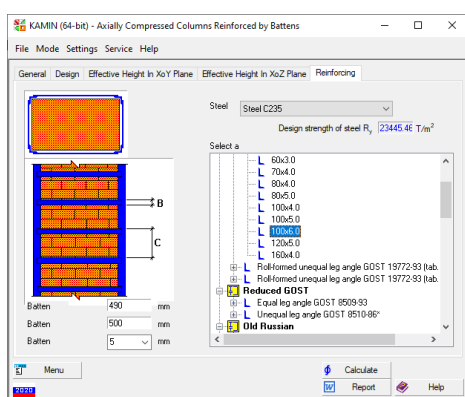 KAMIN (64-bit) - Axially Compressed Columns Reinforced by Battens
File Mode Settings Service Help
General Design Effective Height In XoY Plane Effective Height In XoZ Plane Reinforcing
Steel Steel C235
Design strength of steel Ry 23445.46 T/m²
Select a
60x3.0
70x4.0
80x4.0
80x5.0
100x4.0
100x5.0
100x6.0
120x5.0
160x4.0
Roll-formed unequal leg angle GOST 19772-93 (tab.
Roll-formed unequal leg angle GOST 19772-93 (tab.
Reduced GOST
Equal leg angle GOST 8509-93
Unequal leg angle GOST 8510-86*
Old Russian
B
C
Batten 490 mm
Batten 500 mm
Batten 5 mm
Menu
Calculate
Report
Help
2020